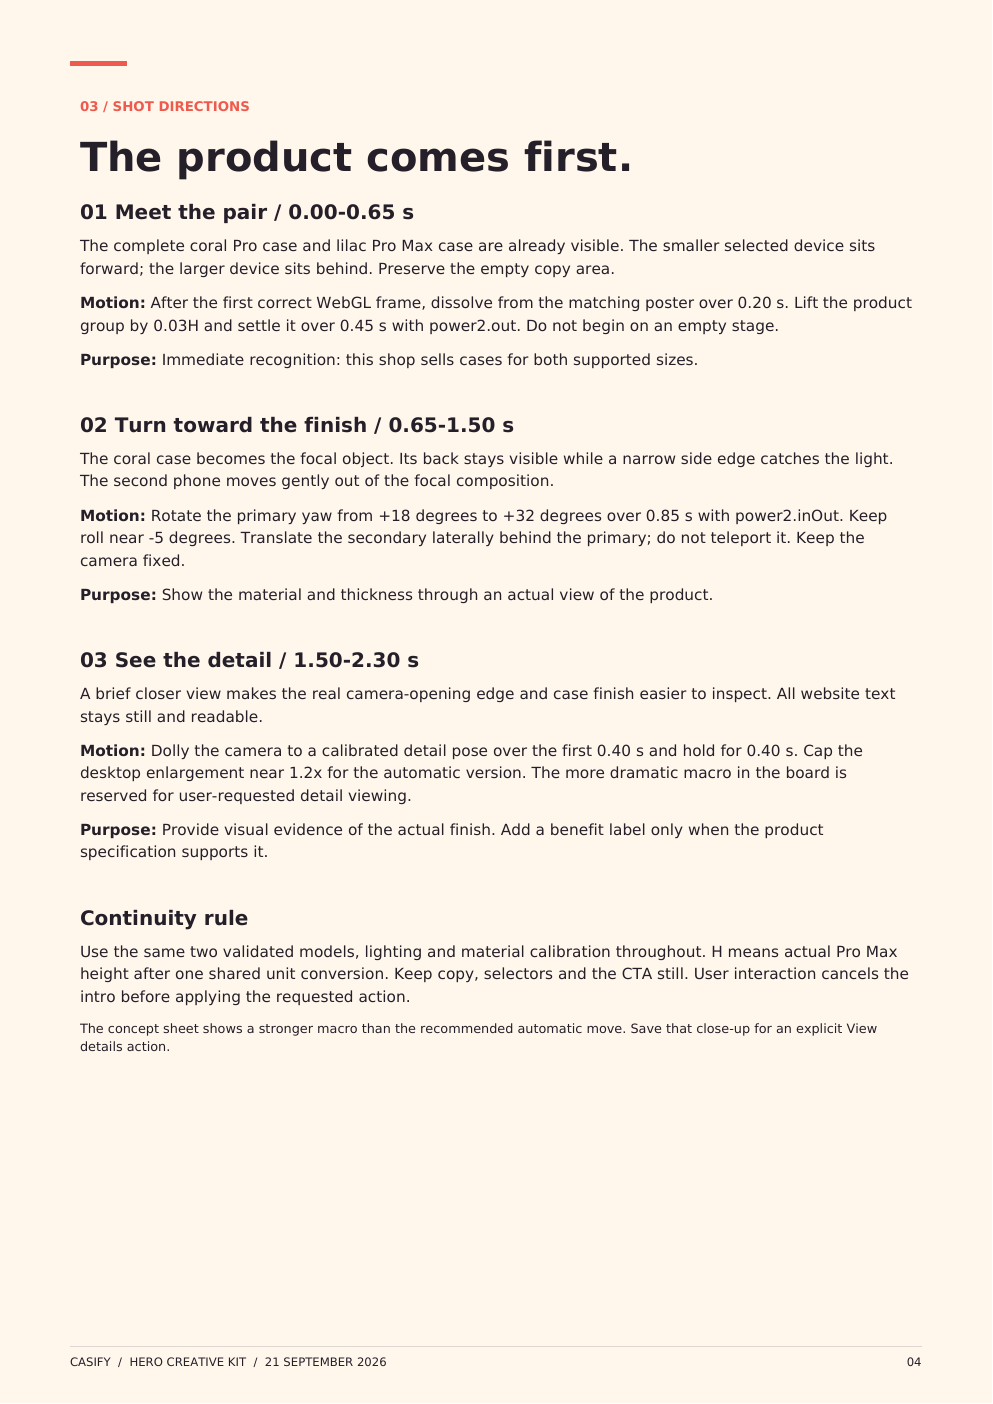 03 / SHOT DIRECTIONS
The product comes first.
01 Meet the pair / 0.00-0.65 s
The complete coral Pro case and lilac Pro Max case are already visible. The smaller selected device sits
forward; the larger device sits behind. Preserve the empty copy area.
Motion: After the first correct WebGL frame, dissolve from the matching poster over 0.20 s. Lift the product
group by 0.03H and settle it over 0.45 s with power2.out. Do not begin on an empty stage.
Purpose: Immediate recognition: this shop sells cases for both supported sizes.
02 Turn toward the finish / 0.65-1.50 s
The coral case becomes the focal object. Its back stays visible while a narrow side edge catches the light.
The second phone moves gently out of the focal composition.
Motion: Rotate the primary yaw from +18 degrees to +32 degrees over 0.85 s with power2.inOut. Keep
roll near -5 degrees. Translate the secondary laterally behind the primary; do not teleport it. Keep the
camera fixed.
Purpose: Show the material and thickness through an actual view of the product.
03 See the detail / 1.50-2.30 s
A brief closer view makes the real camera-opening edge and case finish easier to inspect. All website text
stays still and readable.
Motion: Dolly the camera to a calibrated detail pose over the first 0.40 s and hold for 0.40 s. Cap the
desktop enlargement near 1.2x for the automatic version. The more dramatic macro in the board is
reserved for user-requested detail viewing.
Purpose: Provide visual evidence of the actual finish. Add a benefit label only when the product
specification supports it.
Continuity rule
Use the same two validated models, lighting and material calibration throughout. H means actual Pro Max
height after one shared unit conversion. Keep copy, selectors and the CTA still. User interaction cancels the
intro before applying the requested action.
The concept sheet shows a stronger macro than the recommended automatic move. Save that close-up for an explicit View
details action.
CASIFY / HERO CREATIVE KIT / 21 SEPTEMBER 2026
04